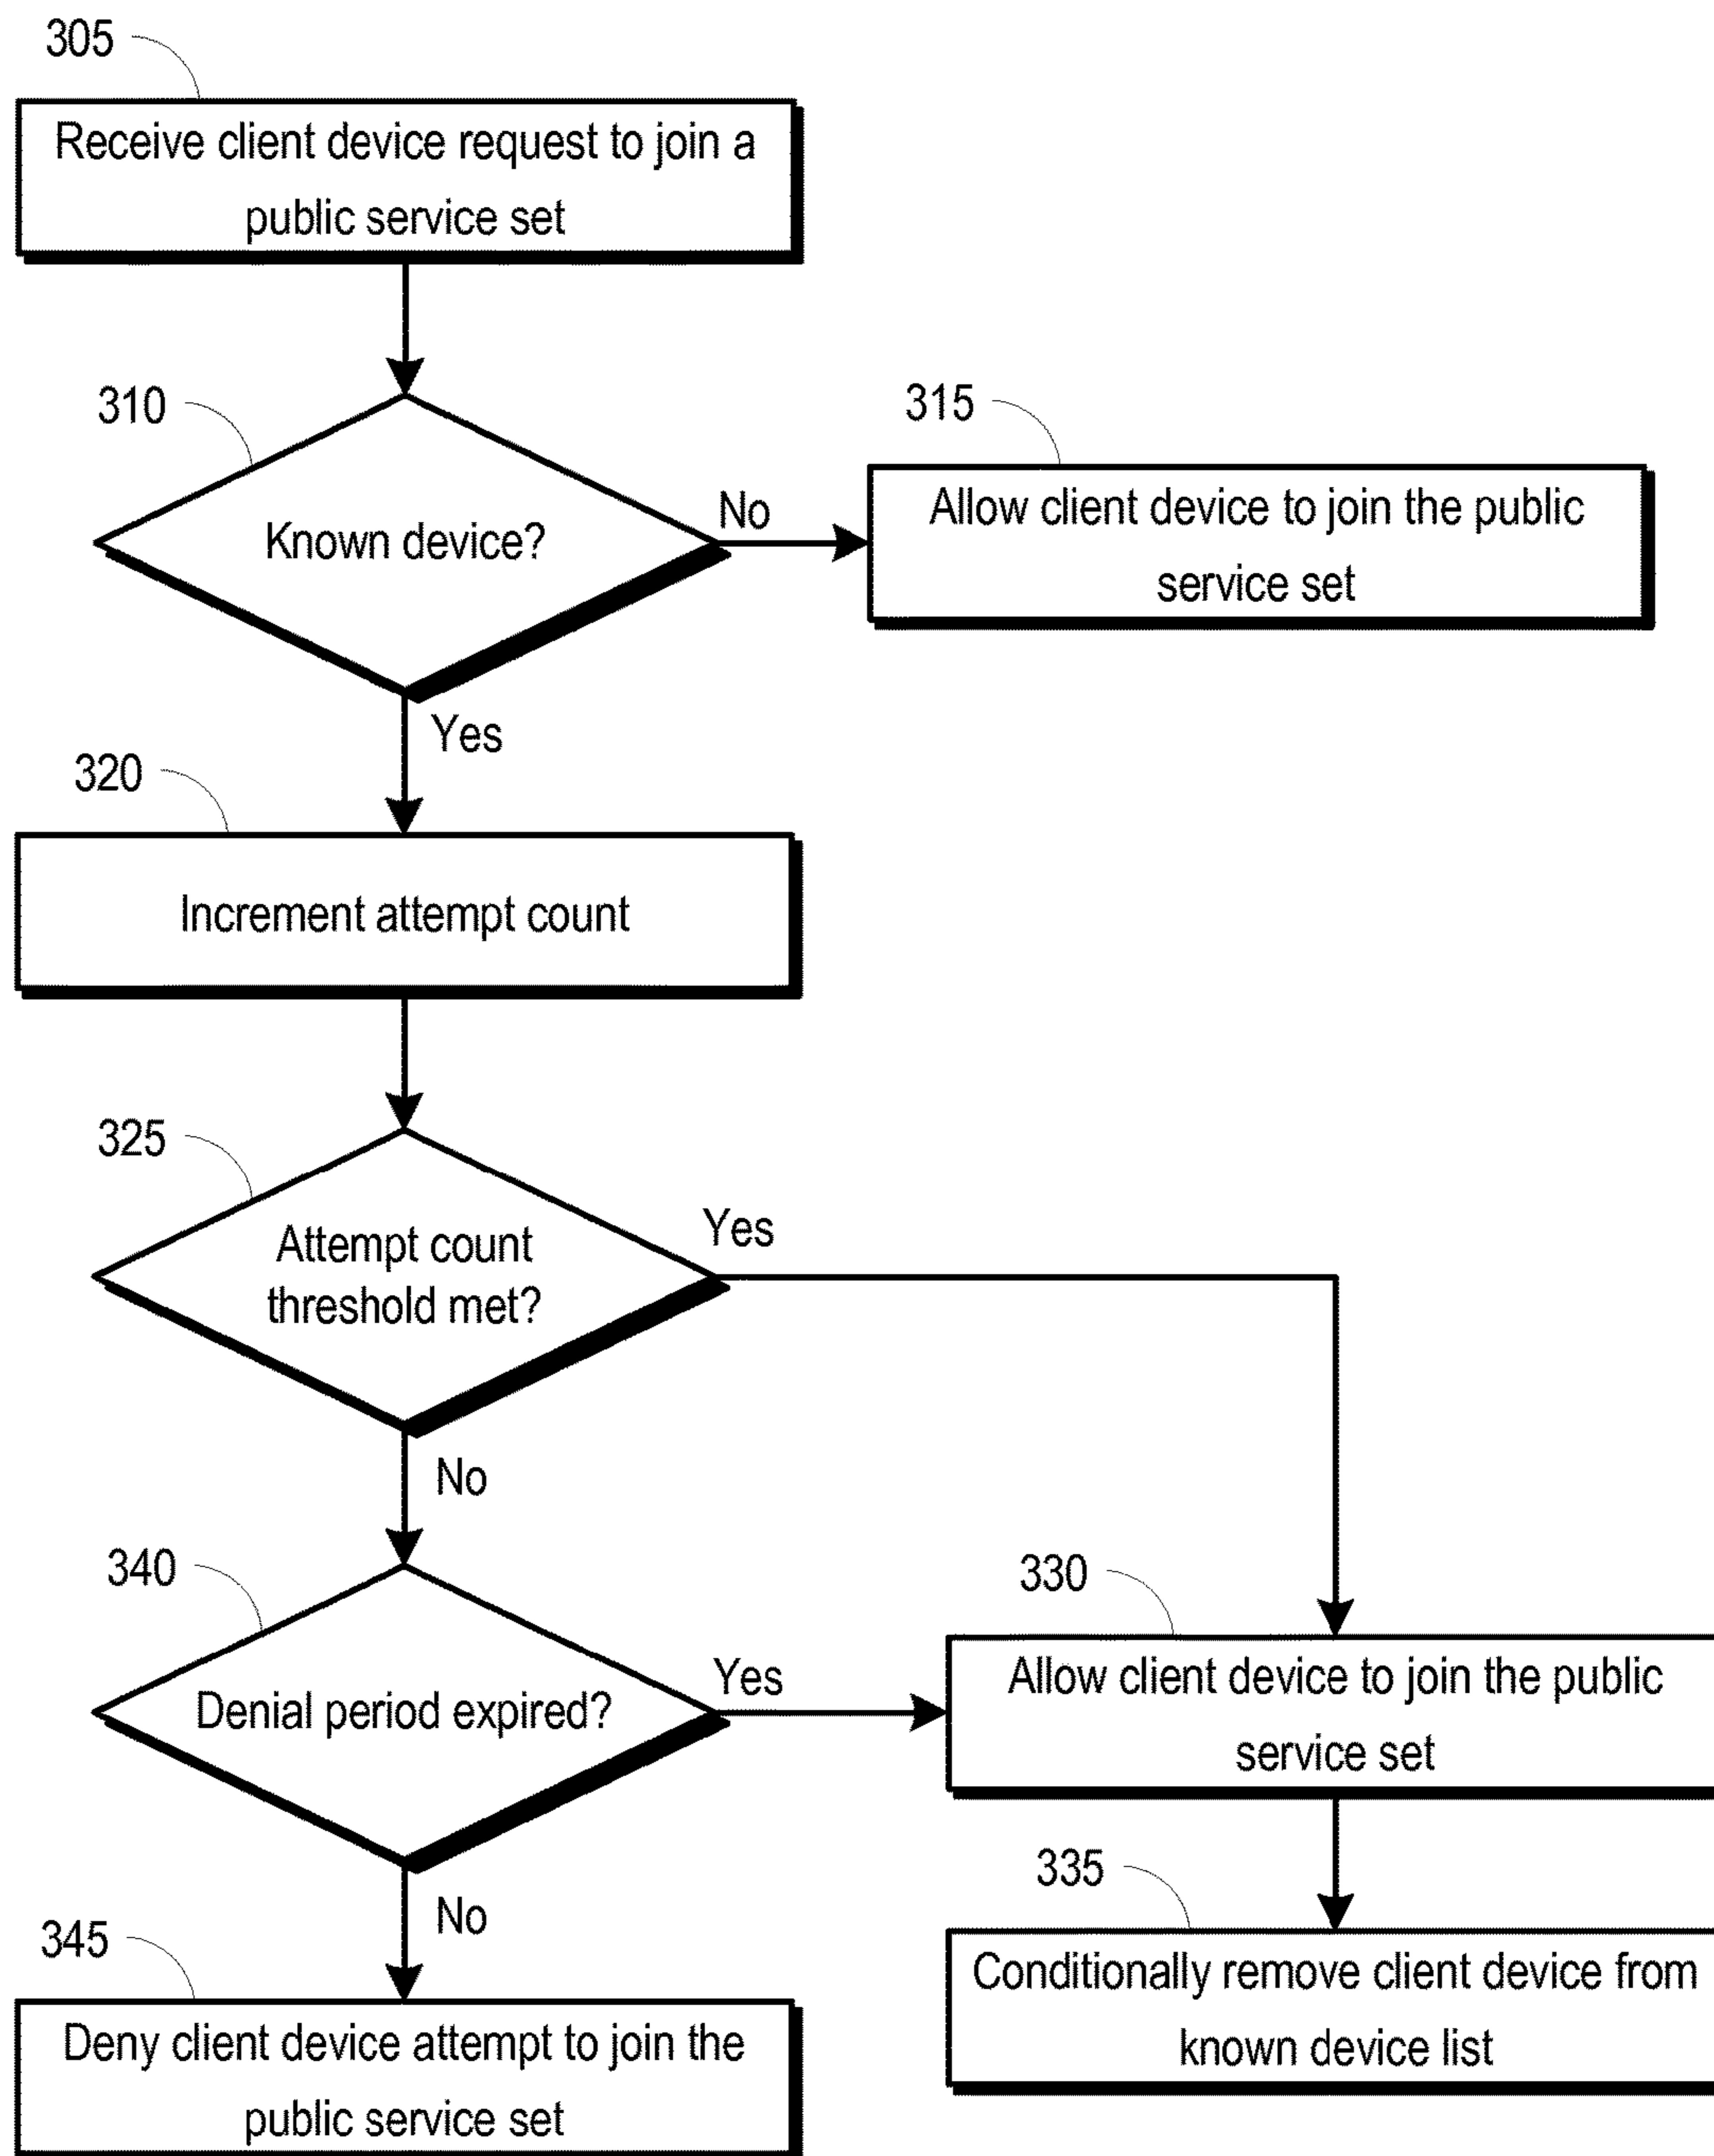 305
Receive client device request to join a
public service set
310
Known device?
No
315
Allow client device to join the public
service set
Yes
320
Increment attempt count
325
Attempt count
threshold met?
Yes
No
340
Denial period expired?
Yes
330
Allow client device to join the public
service set
335
Conditionally remove client device from
known device list
No
345
Deny client device attempt to join the
public service set